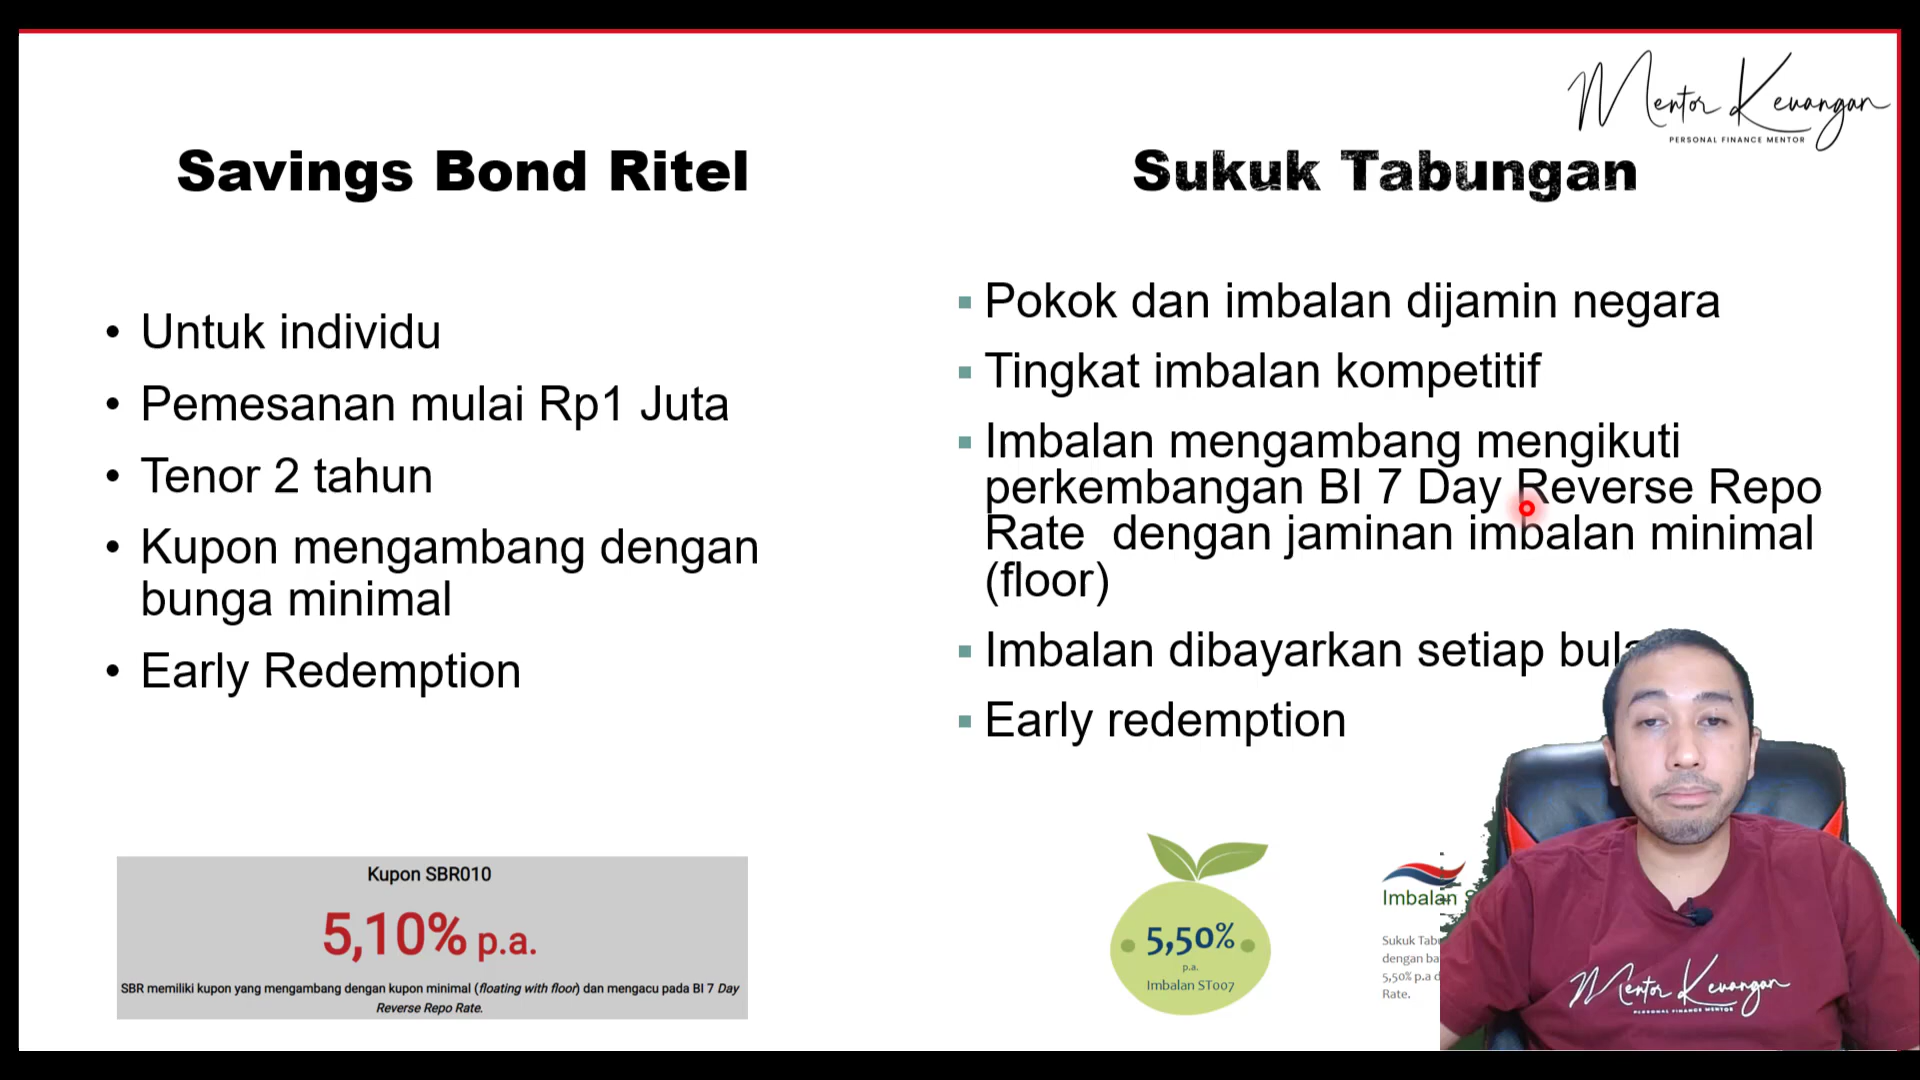 Mentor Keuangan
PERSONAL FINANCE MENTOR
Savings Bond Ritel
Untuk individu
Pemesanan mulai Rp1 Juta
Tenor 2 tahun
Kupon mengambang dengan
bunga minimal
Early Redemption
Kupon SBR010
5,10% p.a.
SBR memiliki kupon yang mengambang dengan kupon minimal (floating with floor) dan mengacu pada BI 7 Day
Reverse Repo Rate.
Sukuk Tabungan
Pokok dan imbalan dijamin negara
Tingkat imbalan kompetitif
Imbalan mengambang mengikuti
perkembangan BI 7 Day Reverse Repo
Rate dengan jaminan imbalan minimal
(floor)
Imbalan dibayarkan setiap
Early redemption
5,50%
p.a.
Imbalan ST007
Imbalan
Sukuk
dengan
5,50% p.a
Rate.
Mentor Keuangan
PERSONAL FINANCE MENTOR